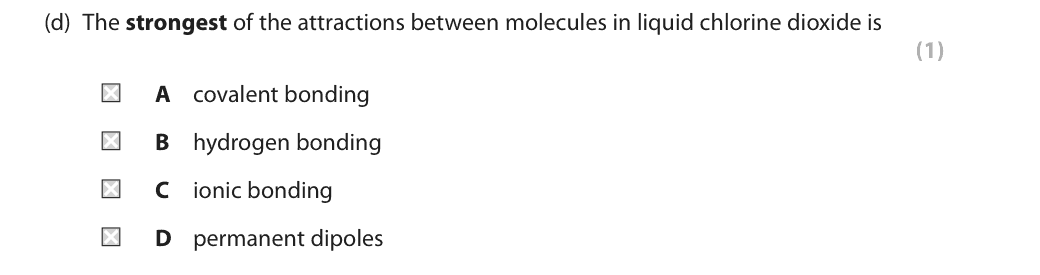 (d) The strongest of the attractions between molecules in liquid chlorine dioxide is
(1)
A covalent bonding
B hydrogen bonding
C ionic bonding
D permanent dipoles